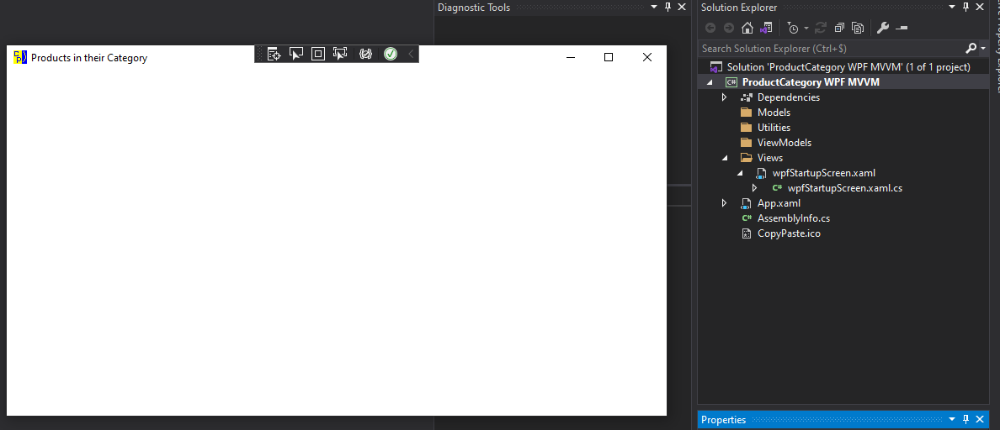 Diagnostic Tools
Products in their Category
Solution Explorer
Search Solution Explorer (Ctrl+$)
Solution 'ProductCategory WPF MVVM' (1 of 1 project)
C# ProductCategory WPF MVVM
Dependencies
Models
Utilities
ViewModels
Views
wpfStartupScreen.xaml
C# wpfStartupScreen.xaml.cs
App.xaml
C# AssemblyInfo.cs
CopyPaste.ico
Properties